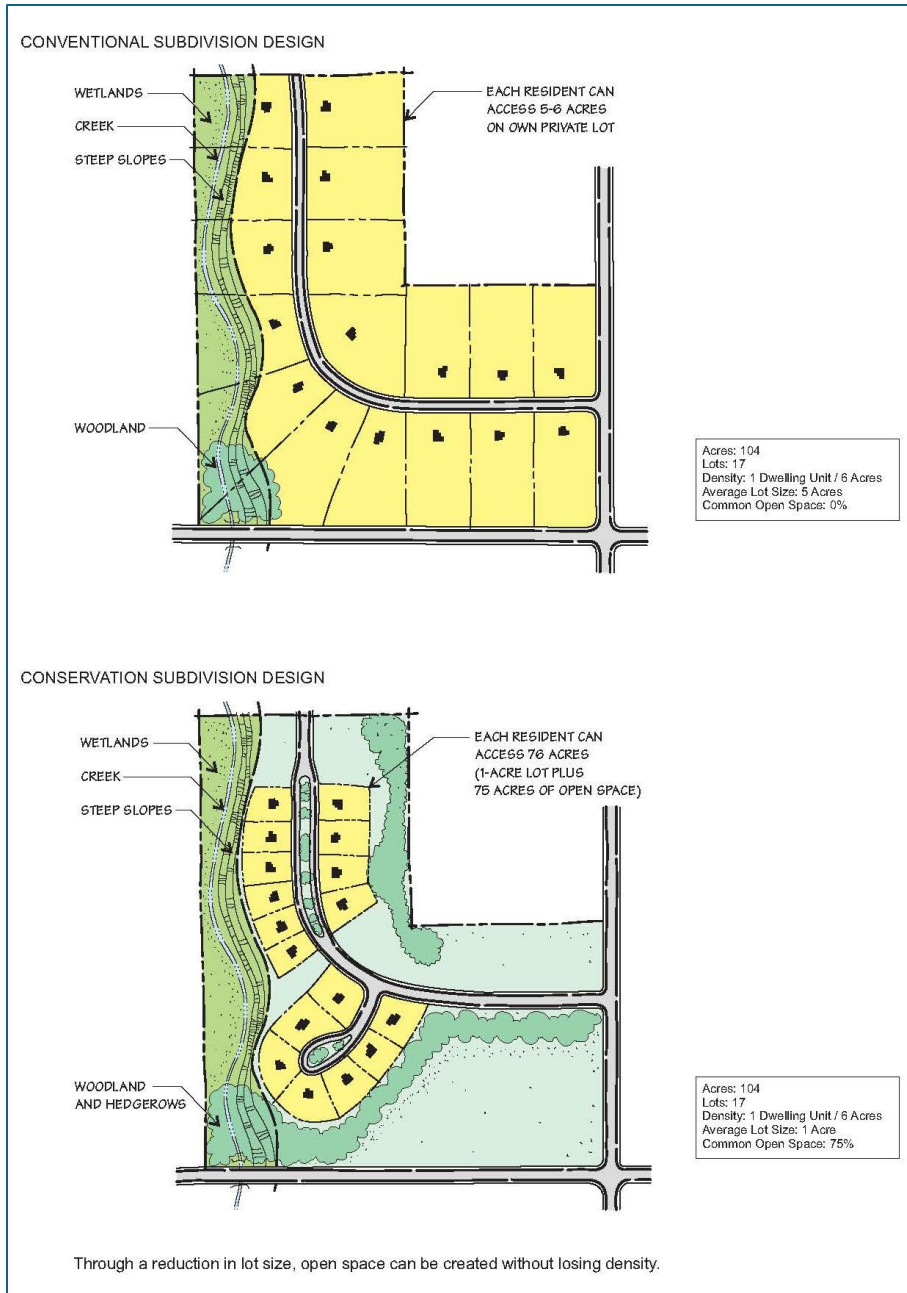 CONVENTIONAL SUBDIVISION DESIGN
WETLANDS
CREEK
STEEP SLOPES
EACH RESIDENT CAN
ACCESS 5-6 ACRES
ON OWN PRIVATE LOT
WOODLAND
Acres: 104
Lots: 17
Density: 1 Dwelling Unit / 6 Acres
Average Lot Size: 5 Acres
Common Open Space: 0%
CONSERVATION SUBDIVISION DESIGN
WETLANDS
CREEK
STEEP SLOPES
EACH RESIDENT CAN
ACCESS 76 ACRES
(1-ACRE LOT PLUS
75 ACRES OF OPEN SPACE)
WOODLAND
AND HEDGEROWS
Acres: 104
Lots: 17
Density: 1 Dwelling Unit / 6 Acres
Average Lot Size: 1 Acre
Common Open Space: 75%
Through a reduction in lot size, open space can be created without losing density.